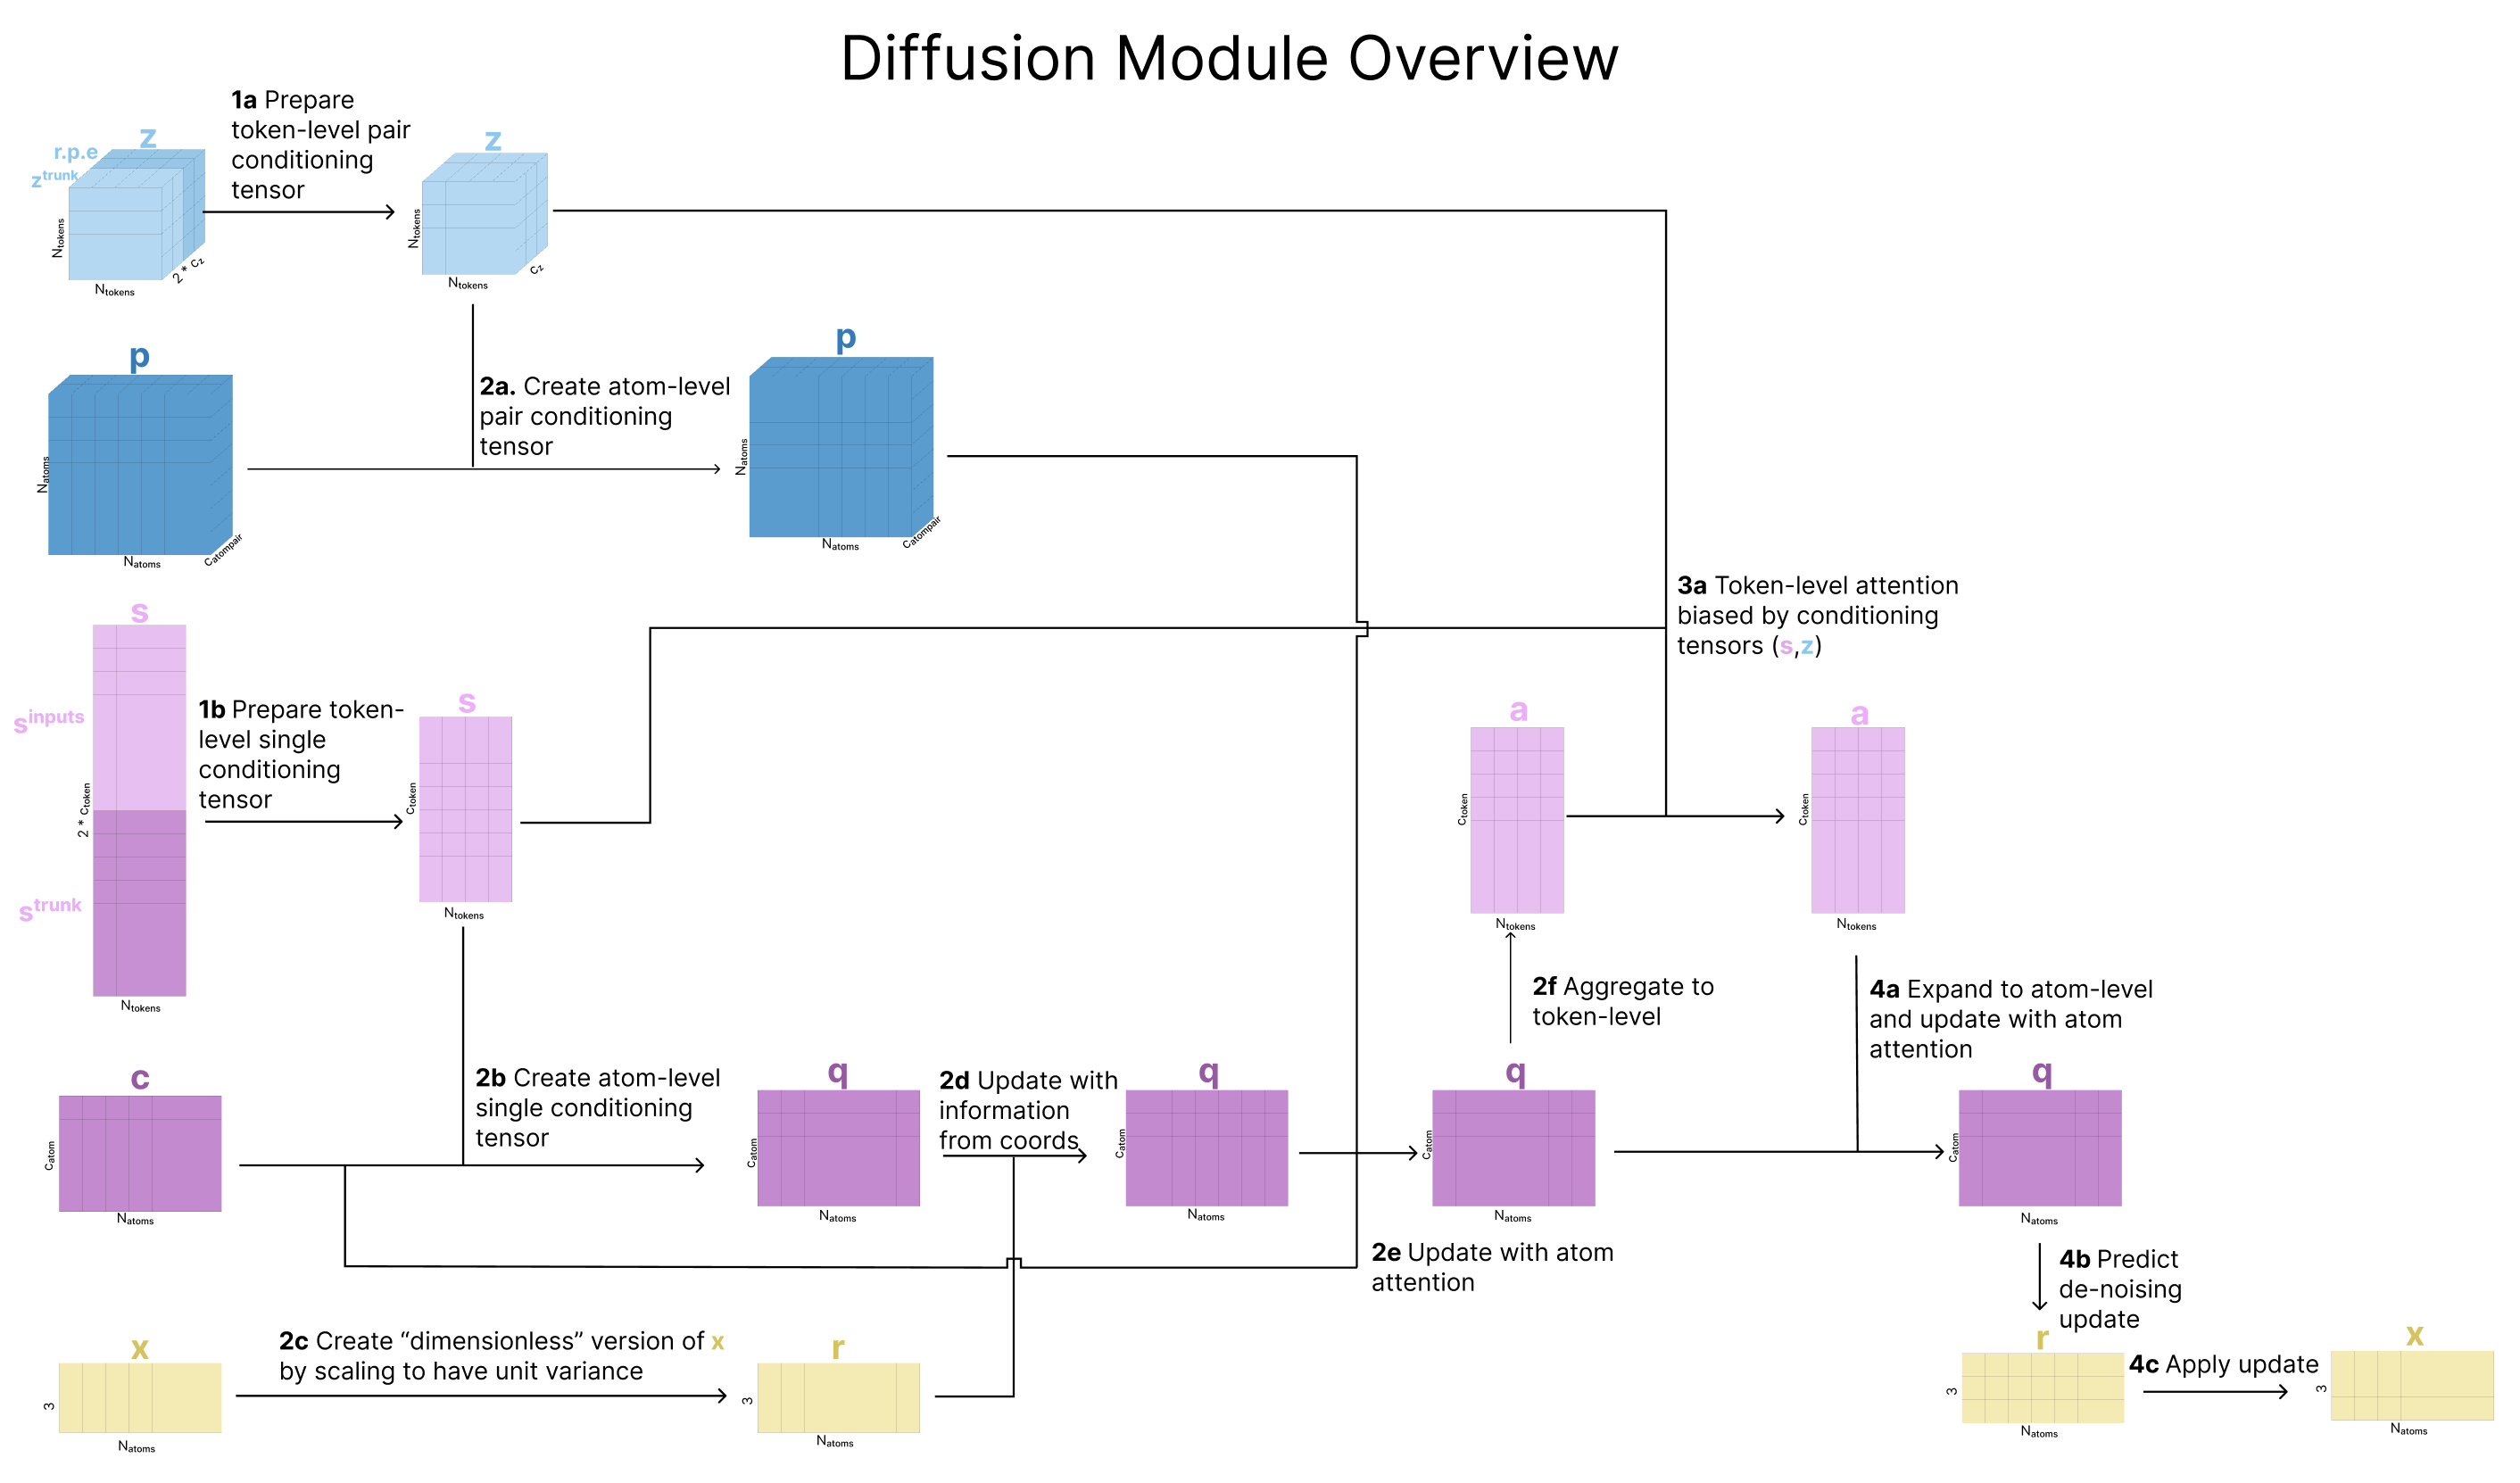 Diffusion Module Overview
1a Prepare
token-level pair
conditioning
tensor
z
r.p.e
ztrunk
Ntokens
Ntokens
2 * cz
z
Ntokens
Ntokens
cz
p
Natoms
Natoms
Catompair
2a. Create atom-level
pair conditioning
tensor
p
Natoms
Natoms
Catompair
s
sinputs
strunk
2 * ctoken
Ntokens
1b Prepare token-
level single
conditioning
tensor
s
ctoken
Ntokens
3a Token-level attention
biased by conditioning
tensors (s,z)
a
ctoken
Ntokens
a
ctoken
Ntokens
2f Aggregate to
token-level
4a Expand to atom-level
and update with atom
attention
c
Catom
Natoms
2b Create atom-level
single conditioning
tensor
q
Catom
Natoms
2d Update with
information
from coords
q
Catom
Natoms
2e Update with atom
attention
q
Catom
Natoms
q
Catom
Natoms
4b Predict
de-noising
update
x
3
Natoms
2c Create “dimensionless” version of x
by scaling to have unit variance
r
3
Natoms
r
3
Natoms
4c Apply update
x
3
Natoms